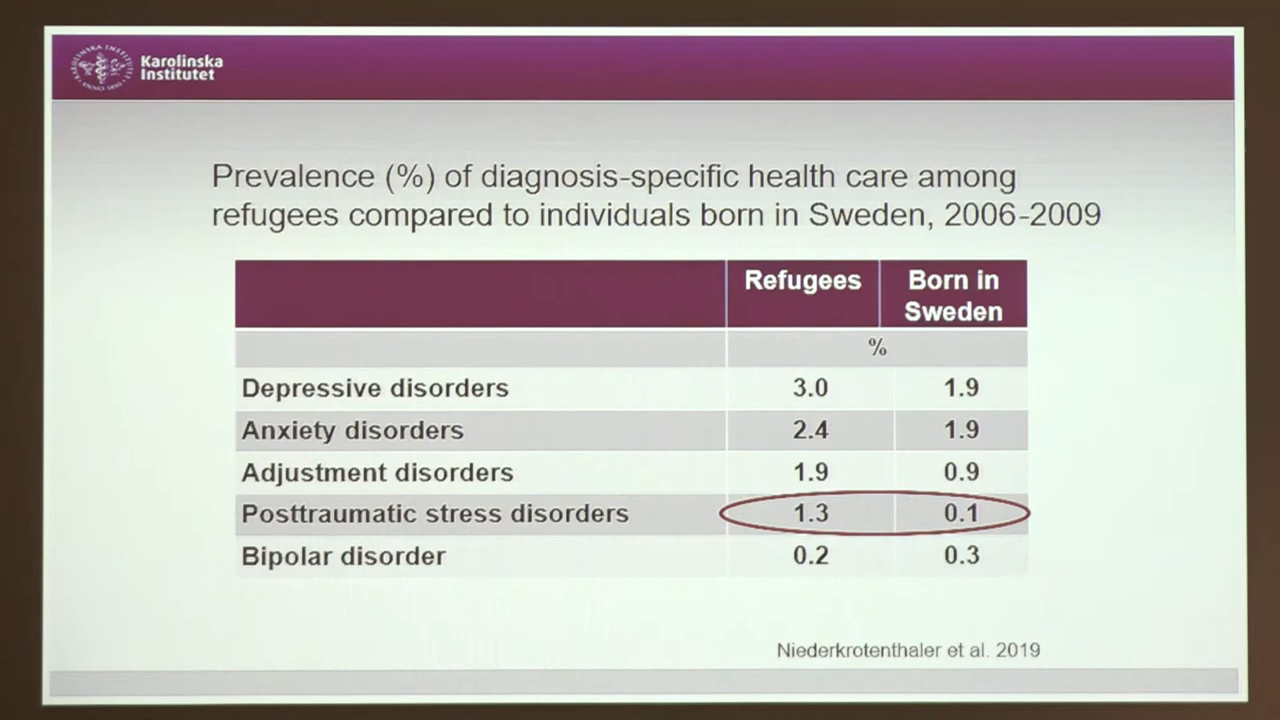 Karolinska
Institutet
Prevalence (%) of diagnosis-specific health care among
refugees compared to individuals born in Sweden, 2006-2009
Refugees Born in
Sweden
%
Depressive disorders 3.0 1.9
Anxiety disorders 2.4 1.9
Adjustment disorders 1.9 0.9
Posttraumatic stress disorders 1.3 0.1
Bipolar disorder 0.2 0.3
Niederkrotenthaler et al. 2019